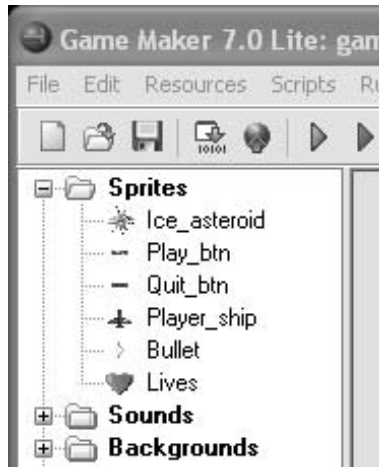 Game Maker 7.0 Lite: gam
File Edit Resources Scripts Ru
Sprites
Ice_asteroid
Play_btn
Quit_btn
Player_ship
Bullet
Lives
Sounds
Backgrounds